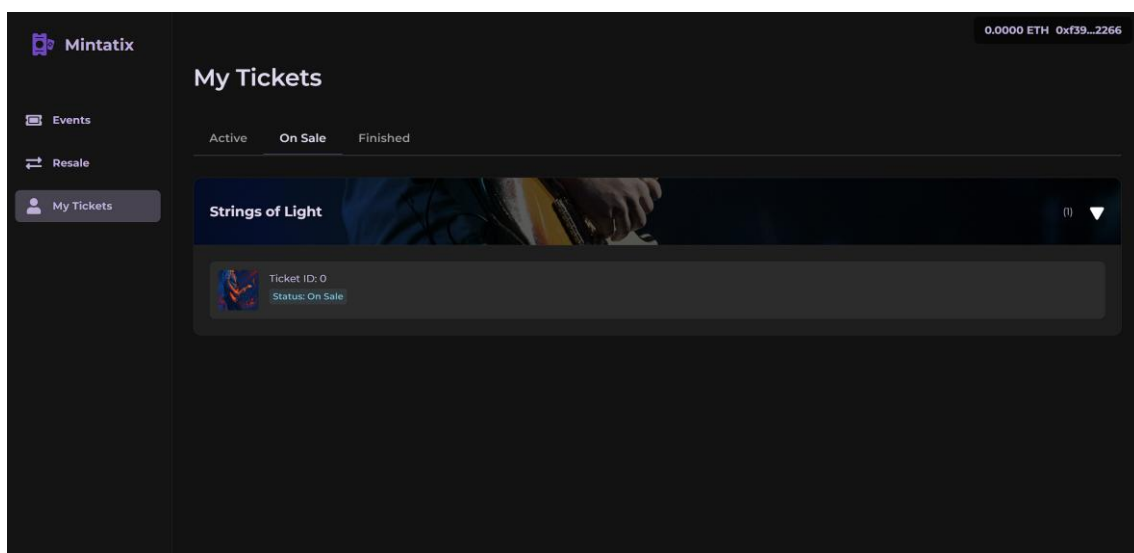 Mintatix
0.0000 ETH 0xf39...2266
Events
Resale
My Tickets
My Tickets
Active On Sale Finished
Strings of Light
(1)
Ticket ID: 0
Status: On Sale